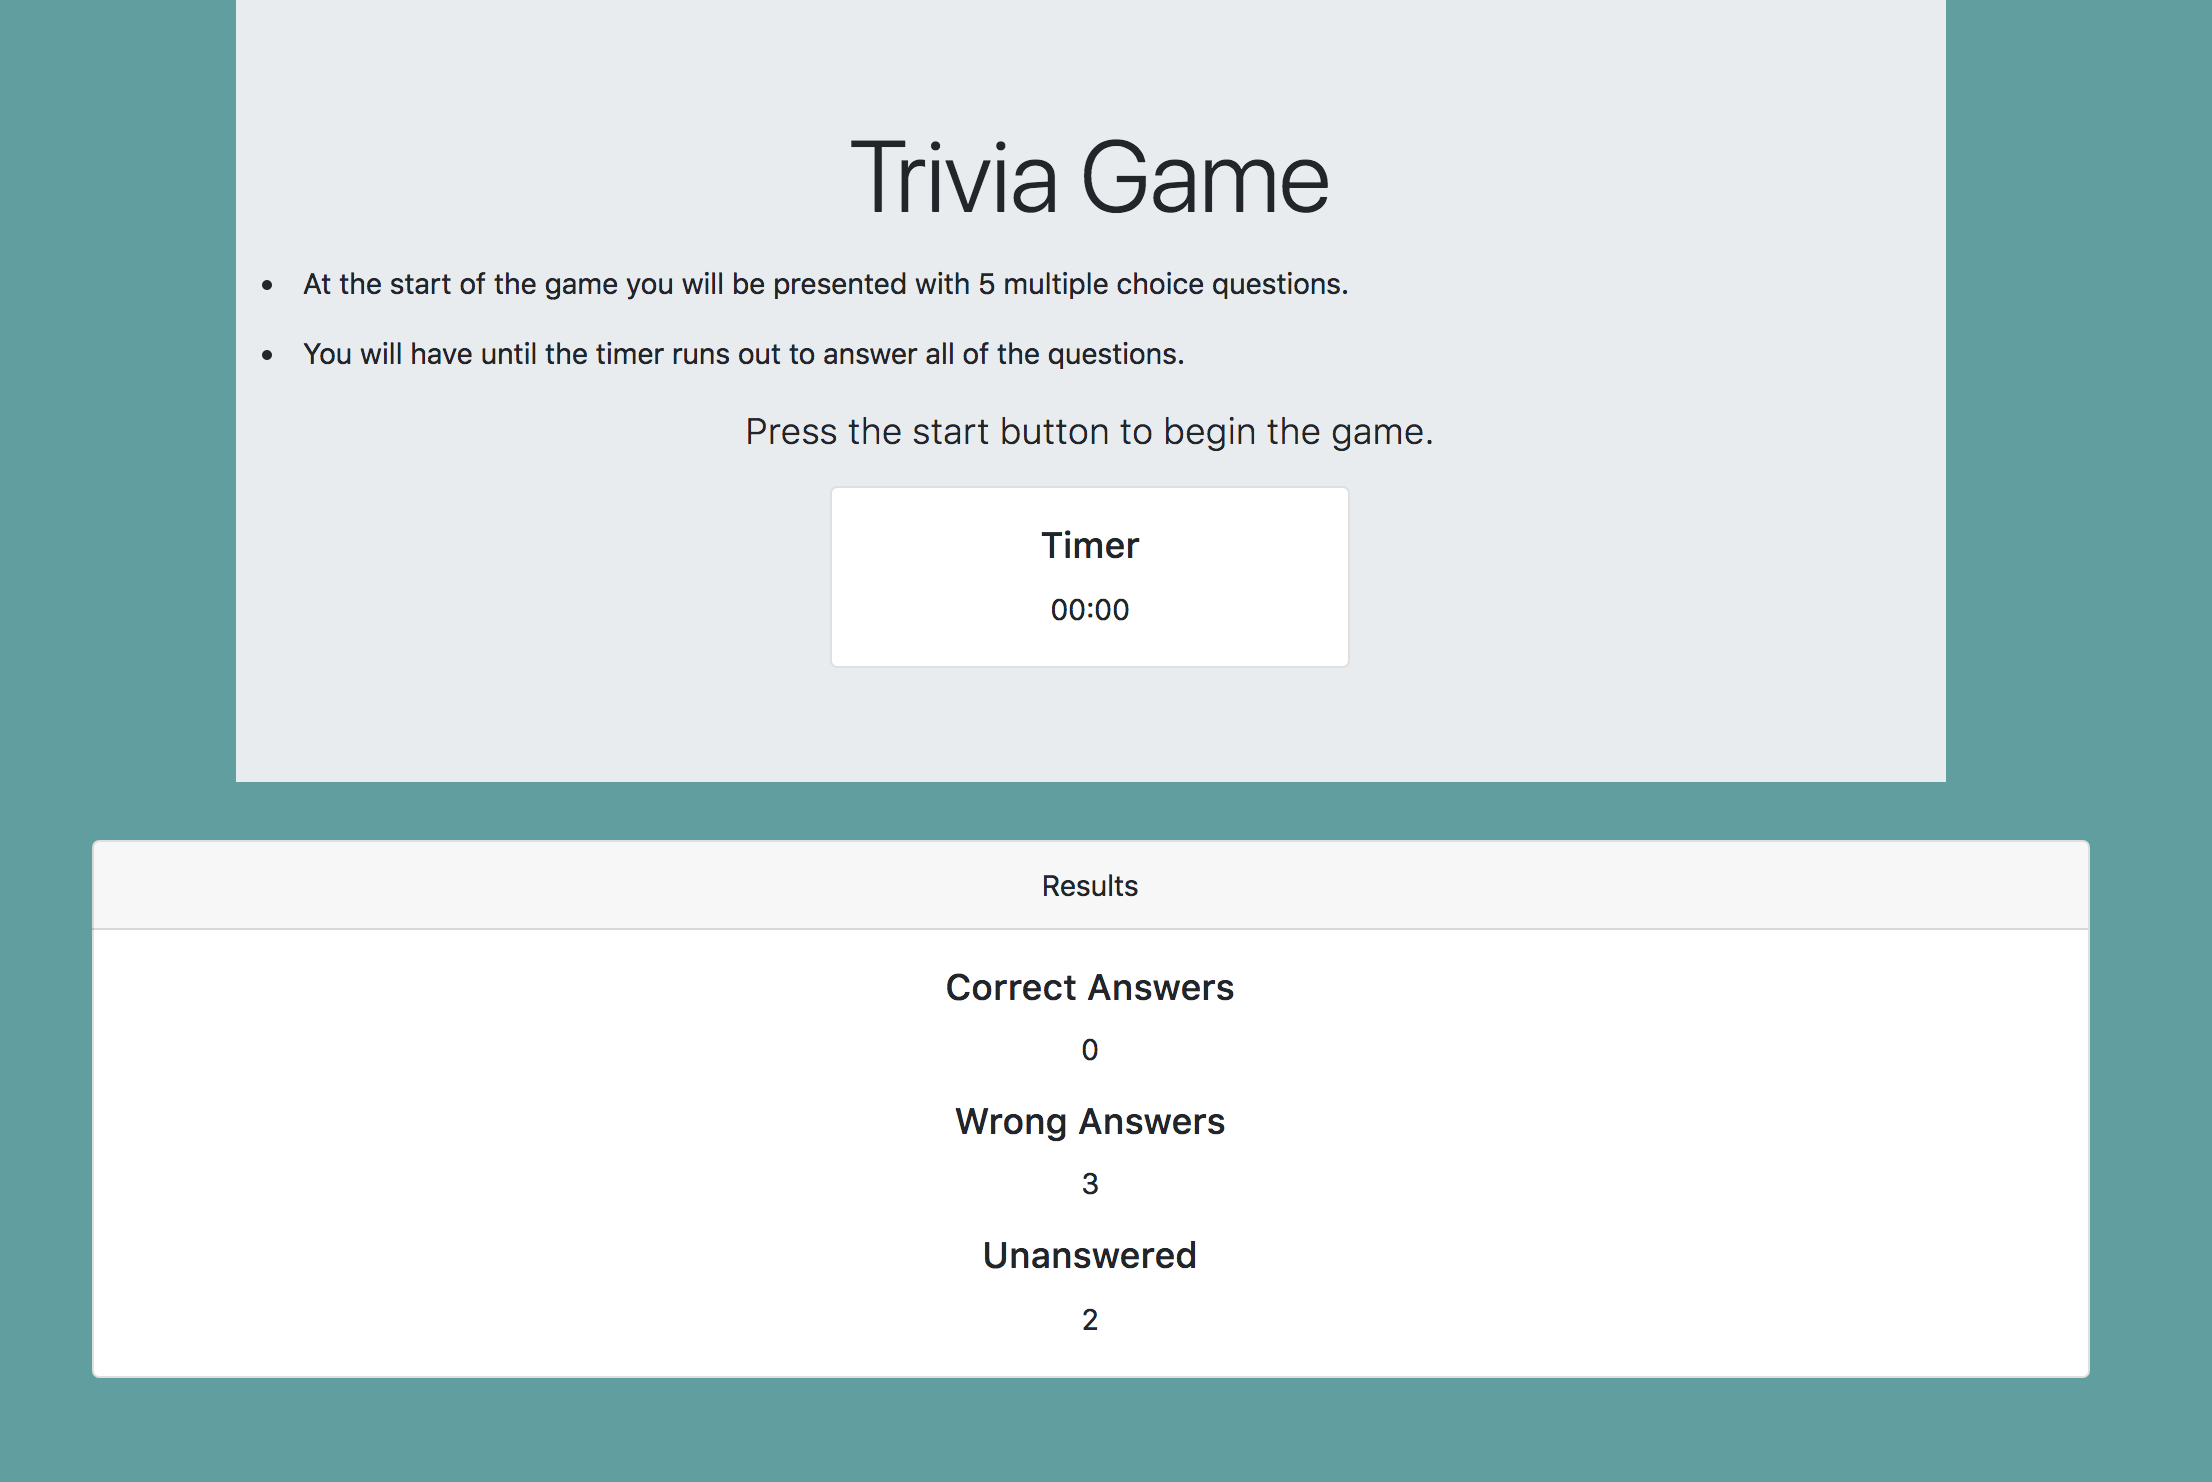 Trivia Game
• At the start of the game you will be presented with 5 multiple choice questions.
• You will have until the timer runs out to answer all of the questions.
Press the start button to begin the game.
Timer
00:00
Results
Correct Answers
0
Wrong Answers
3
Unanswered
2